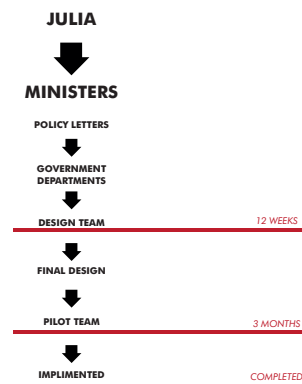 JULIA
MINISTERS
POLICY LETTERS
GOVERNMENT
DEPARTMENTS
DESIGN TEAM
12 WEEKS
FINAL DESIGN
PILOT TEAM
3 MONTHS
IMPLIMENTED
COMPLETED